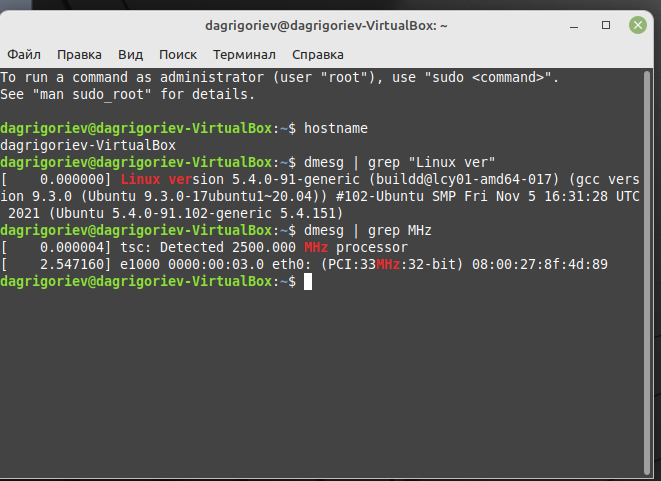 dagrigoriev@dagrigoriev-VirtualBox: ~
Файл Правка Вид Поиск Терминал Справка
To run a command as administrator (user "root"), use "sudo <command>".
See "man sudo_root" for details.
dagrigoriev@dagrigoriev-VirtualBox:~$ hostname
dagrigoriev-VirtualBox
dagrigoriev@dagrigoriev-VirtualBox:~$ dmesg | grep "Linux ver"
[    0.000000] Linux version 5.4.0-91-generic (buildd@lcy01-amd64-017) (gcc vers
ion 9.3.0 (Ubuntu 9.3.0-17ubuntu1~20.04)) #102-Ubuntu SMP Fri Nov 5 16:31:28 UTC
 2021 (Ubuntu 5.4.0-91.102-generic 5.4.151)
dagrigoriev@dagrigoriev-VirtualBox:~$ dmesg | grep MHz
[    0.000004] tsc: Detected 2500.000 MHz processor
[    2.547160] e1000 0000:00:03.0 eth0: (PCI:33MHz:32-bit) 08:00:27:8f:4d:89
dagrigoriev@dagrigoriev-VirtualBox:~$